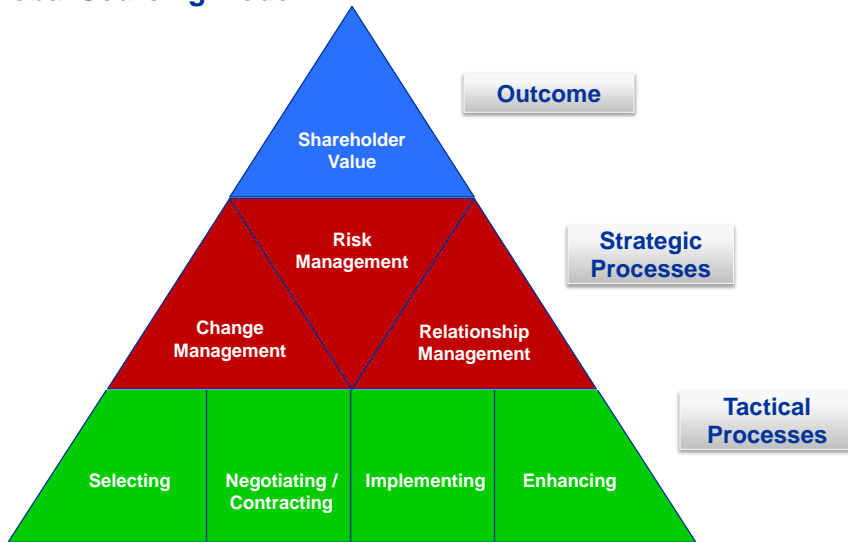 Outcome
Shareholder
Value
Risk
Management
Strategic
Processes
Change
Management
Relationship
Management
Tactical
Processes
Selecting
Negotiating /
Contracting
Implementing
Enhancing